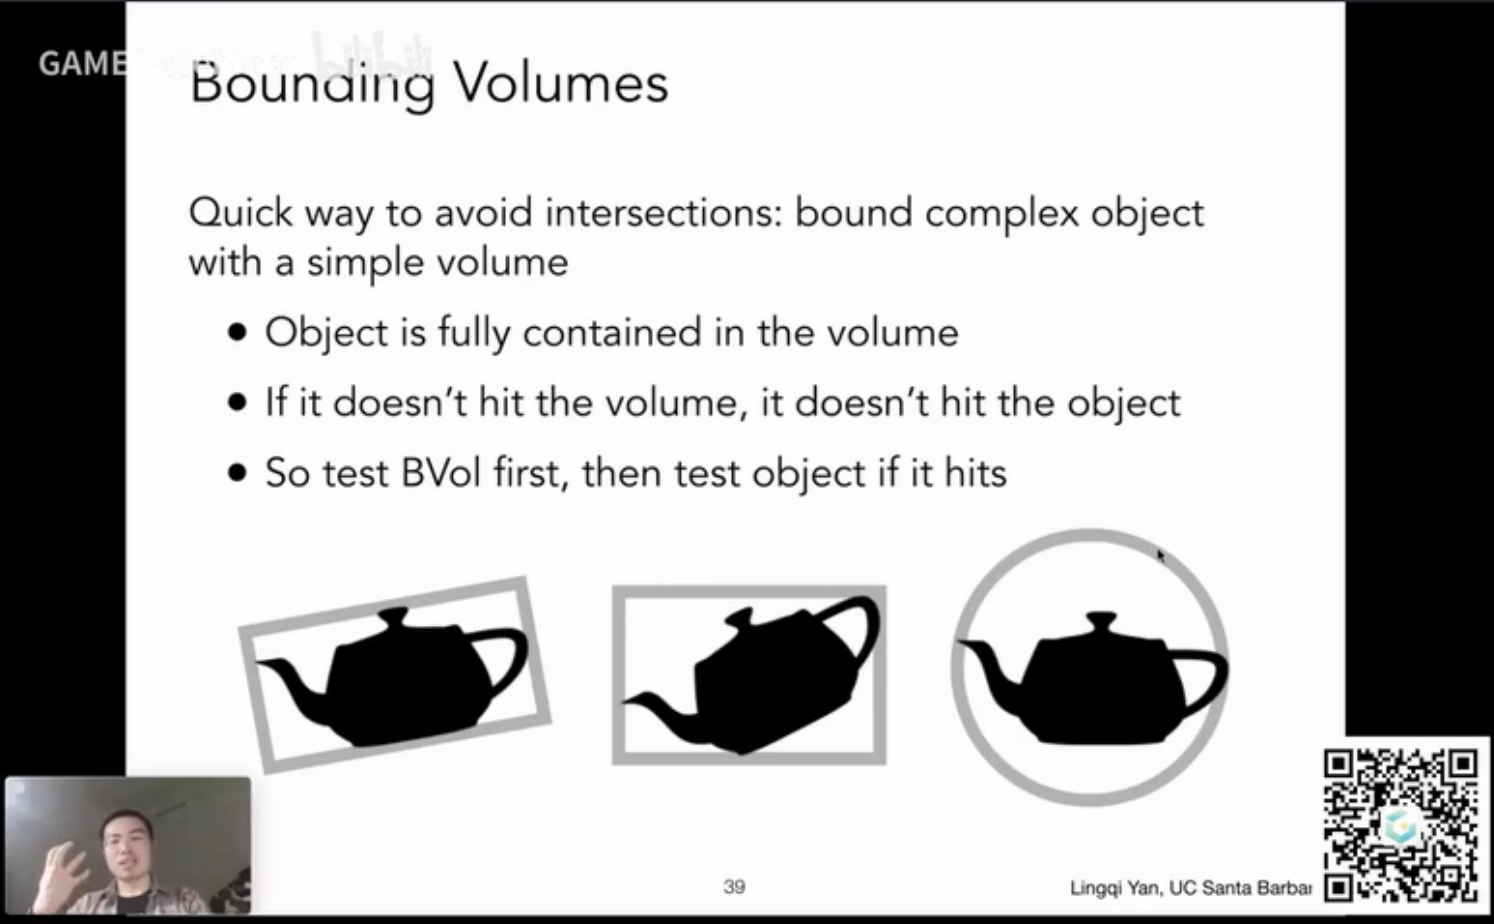 GAME
bilibili
Bounding Volumes
Quick way to avoid intersections: bound complex object
with a simple volume
● Object is fully contained in the volume
● If it doesn’t hit the volume, it doesn’t hit the object
● So test BVol first, then test object if it hits
39
Lingqi Yan, UC Santa Barbar